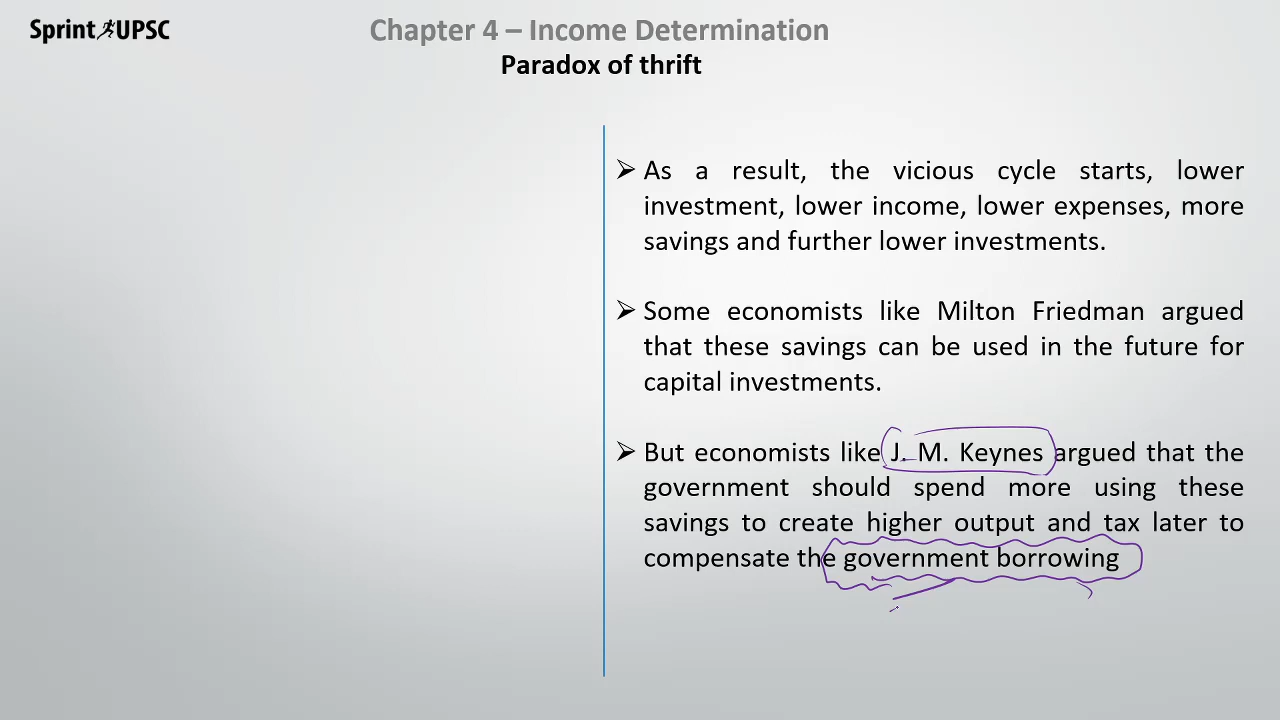 Sprint UPSC
Chapter 4 – Income Determination
Paradox of thrift
➢ As a result, the vicious cycle starts, lower
investment, lower income, lower expenses, more
savings and further lower investments.
➢ Some economists like Milton Friedman argued
that these savings can be used in the future for
capital investments.
➢ But economists like J. M. Keynes argued that the
government should spend more using these
savings to create higher output and tax later to
compensate the government borrowing